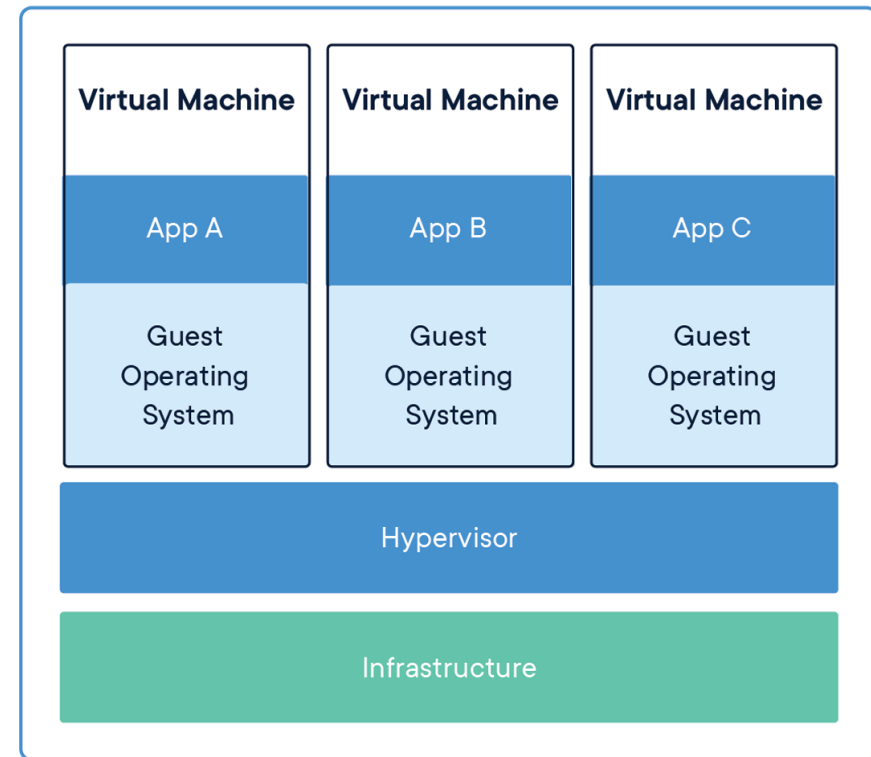 Virtual Machine
Virtual Machine
Virtual Machine
App A
App B
App C
Guest
Operating
System
Guest
Operating
System
Guest
Operating
System
Hypervisor
Infrastructure